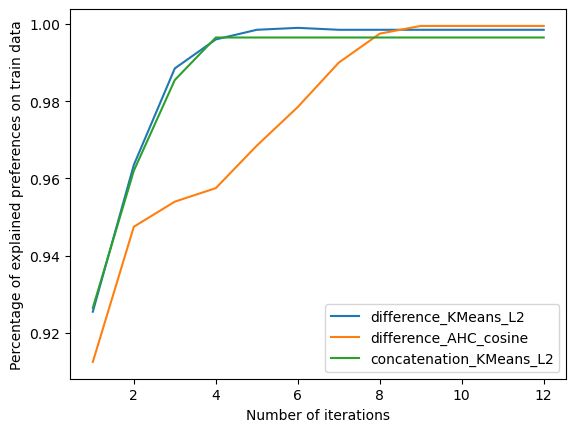 Percentage of explained preferences on train data
1.00
0.98
0.96
0.94
0.92
difference_KMeans_L2
difference_AHC_cosine
concatenation_KMeans_L2
2
4
6
8
10
12
Number of iterations